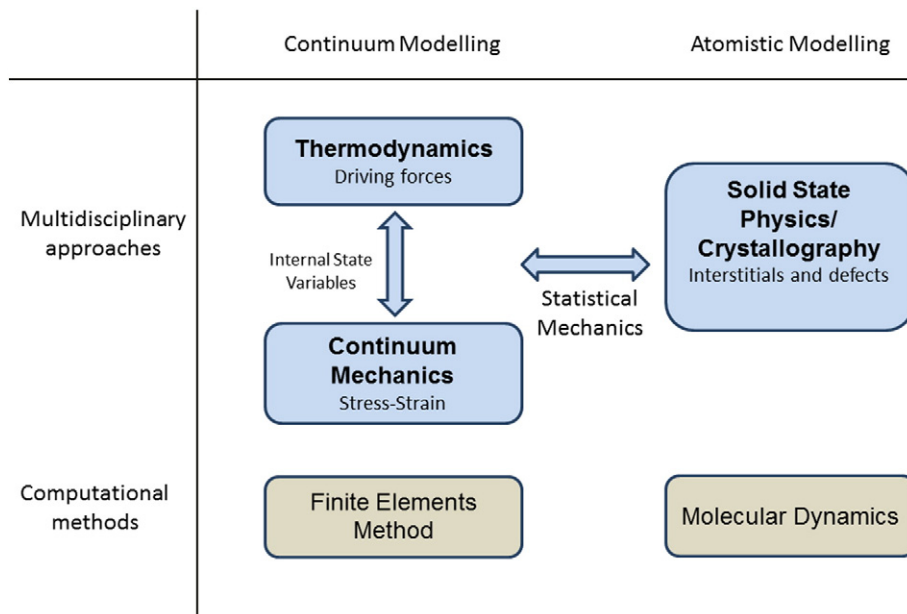 Continuum Modelling
Atomistic Modelling
Multidisciplinary
approaches
Thermodynamics
Driving forces
Internal State
Variables
Continuum
Mechanics
Stress-Strain
Statistical
Mechanics
Solid State
Physics/
Crystallography
Interstitials and defects
Computational
methods
Finite Elements
Method
Molecular Dynamics